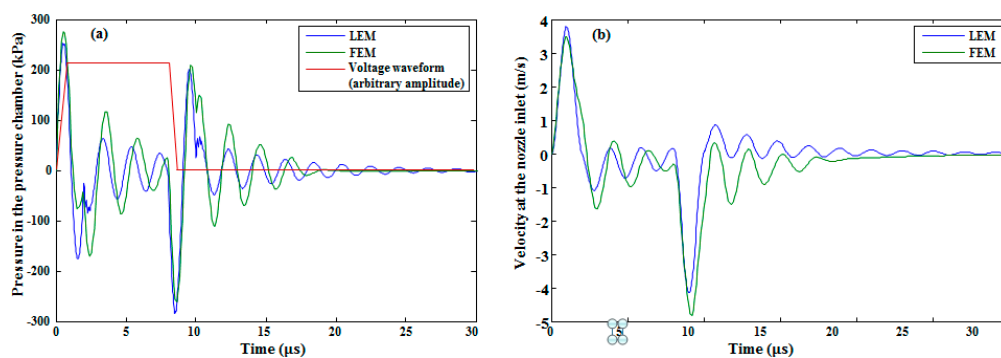 (a)
LEM
FEM
Voltage waveform
(arbitrary amplitude)
Pressure in the pressure chamber (kPa)
300
200
100
0
-100
-200
-300
0
5
10
15
20
25
30
Time (µs)
(b)
LEM
FEM
Velocity at the nozzle inlet (m/s)
4
3
2
1
0
-1
-2
-3
-4
-5
0
5
10
15
20
25
30
Time (µs)